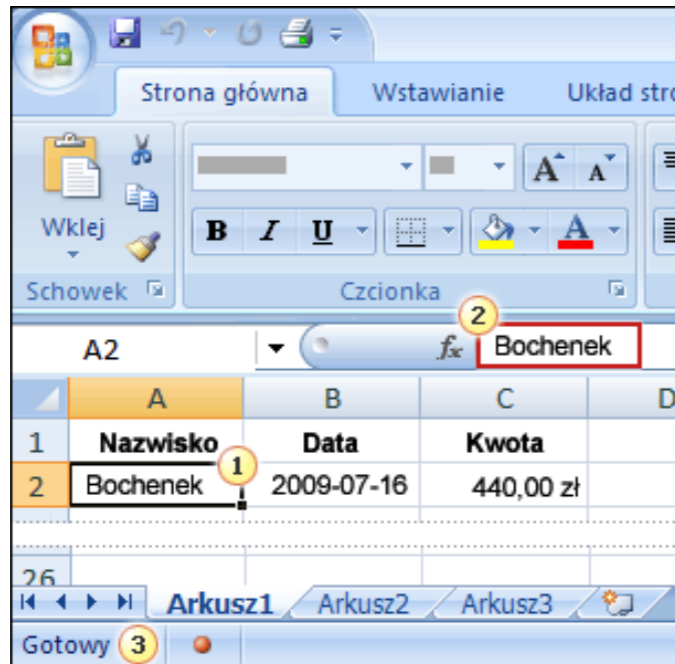 Strona główna Wstawianie Układ stro
A A
Wklej
B I U A
Schowek Czcionka
2
A2 fx Bochenek
A B C D
1 Nazwisko Data Kwota
1
2 Bochenek 2009-07-16 440,00 zł
26
Arkusz1 Arkusz2 Arkusz3
Gotowy 3